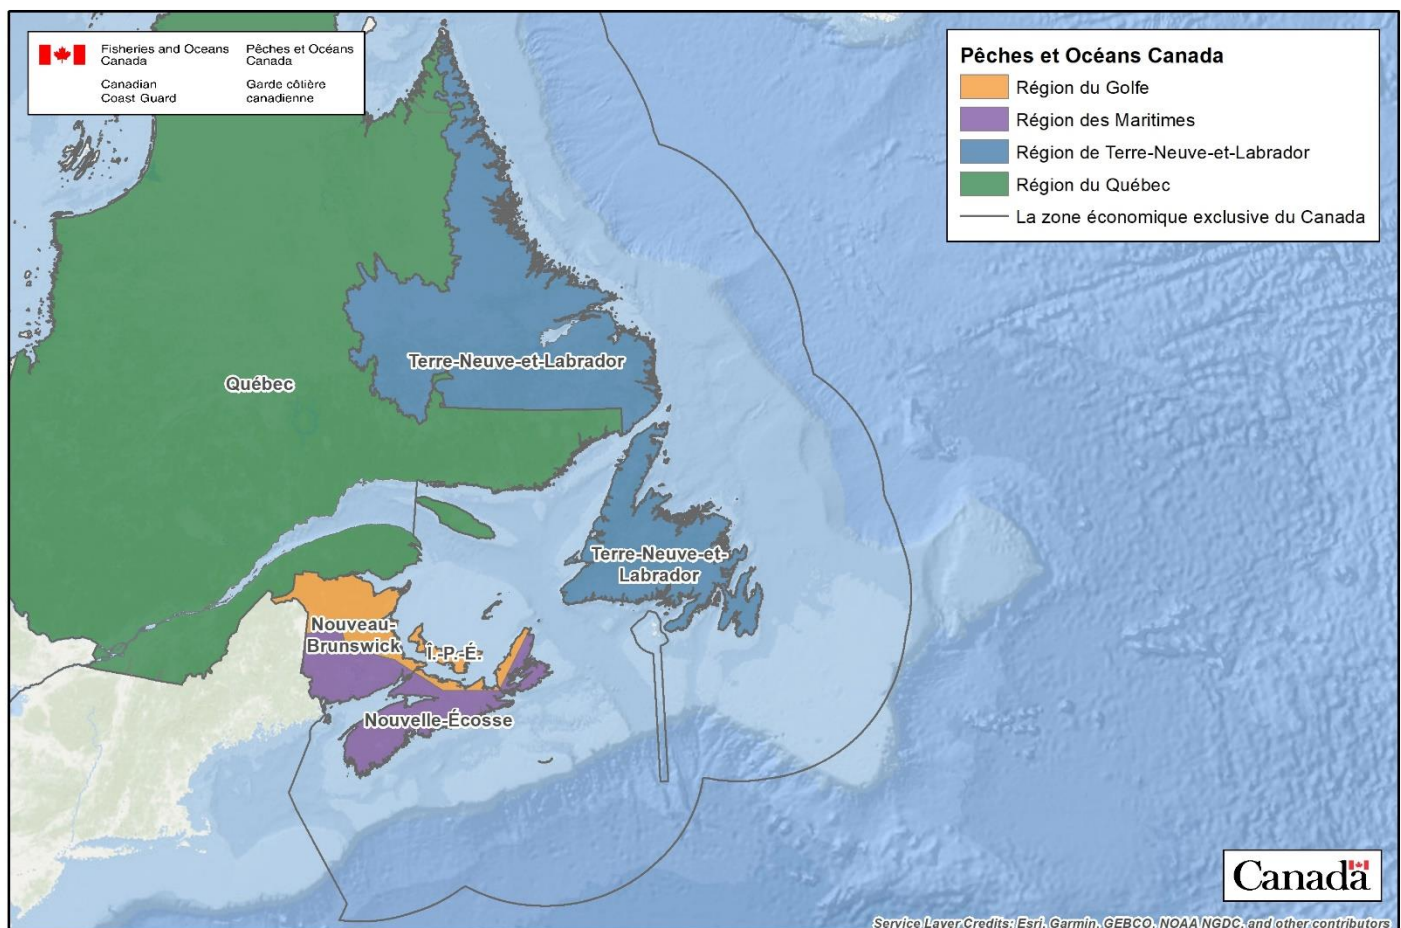 Fisheries and Oceans
Canada
Pêches et Océans
Canada
Canadian
Coast Guard
Garde côtière
canadienne
Pêches et Océans Canada
Région du Golfe
Région des Maritimes
Région de Terre-Neuve-et-Labrador
Région du Québec
La zone économique exclusive du Canada
Terre-Neuve-et-Labrador
Québec
Terre-Neuve-et-
Labrador
Nouveau-
Brunswick
Î.-P.-É.
Nouvelle-Écosse
Canada
Service Layer Credits: Esri, Garmin, GEBCO, NOAA NGDC, and other contributors